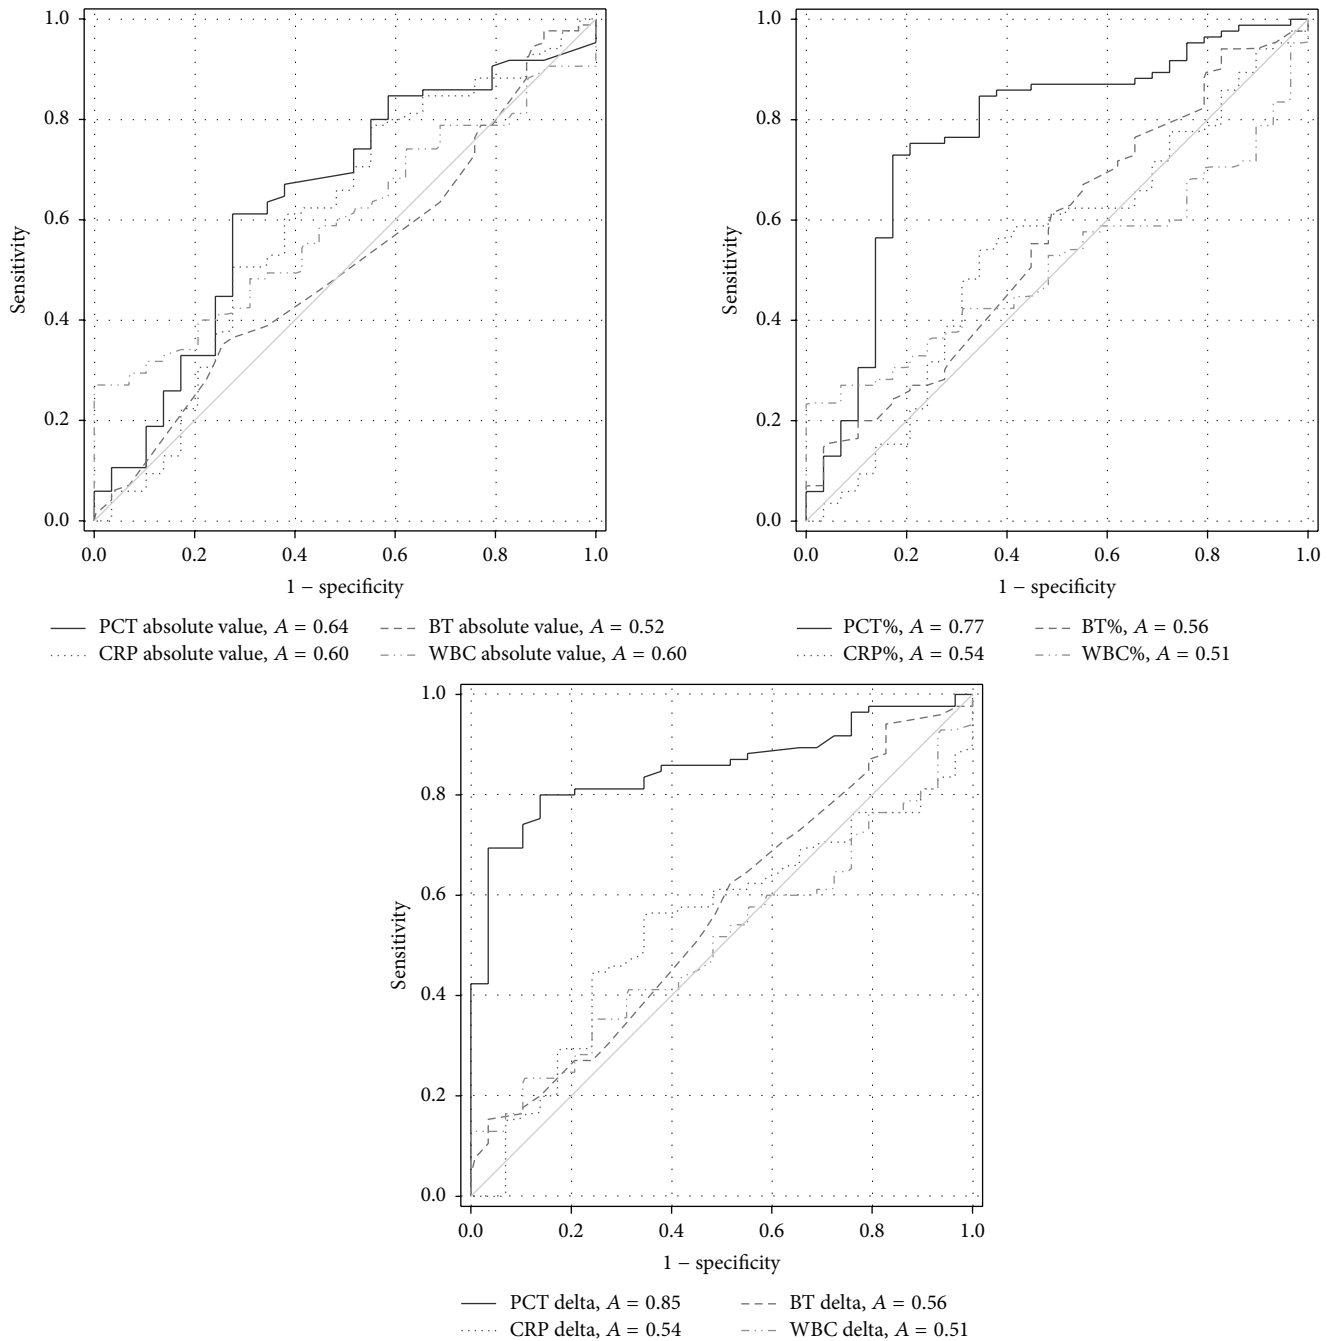 1.0
0.8
0.6
0.4
0.2
0.0
Sensitivity
0.0 0.2 0.4 0.6 0.8 1.0
1 − specificity
PCT absolute value, A = 0.64
CRP absolute value, A = 0.60
BT absolute value, A = 0.52
WBC absolute value, A = 0.60
1.0
0.8
0.6
0.4
0.2
0.0
Sensitivity
0.0 0.2 0.4 0.6 0.8 1.0
1 − specificity
PCT%, A = 0.77
CRP%, A = 0.54
BT%, A = 0.56
WBC%, A = 0.51
1.0
0.8
0.6
0.4
0.2
0.0
Sensitivity
0.0 0.2 0.4 0.6 0.8 1.0
1 − specificity
PCT delta, A = 0.85
CRP delta, A = 0.54
BT delta, A = 0.56
WBC delta, A = 0.51